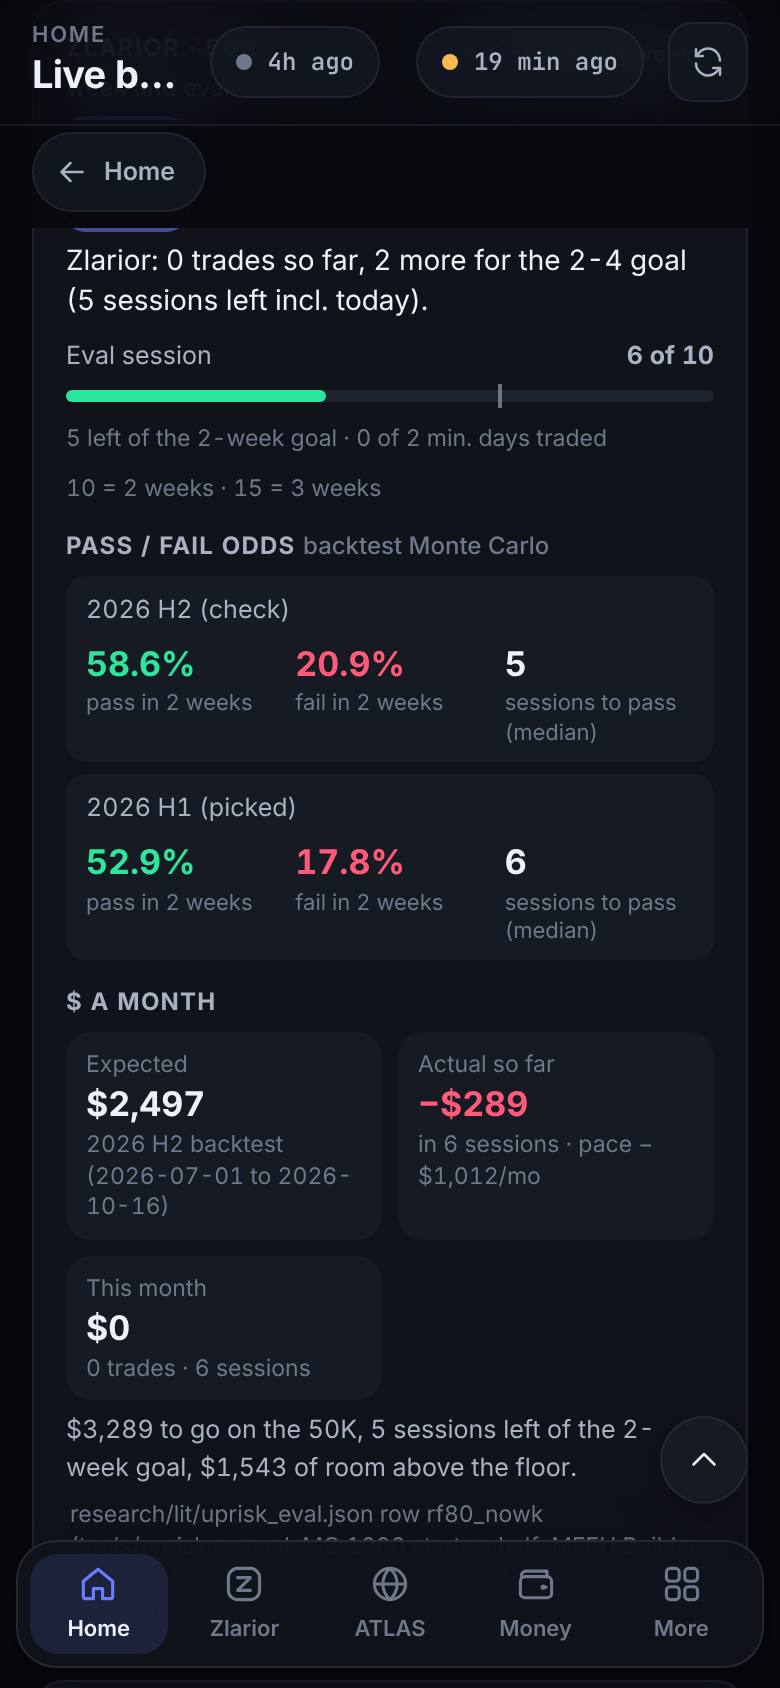 HOME
Live b...
4h ago
19 min ago
Home
Zlarior: 0 trades so far, 2 more for the 2-4 goal
(5 sessions left incl. today).
Eval session
6 of 10
5 left of the 2-week goal · 0 of 2 min. days traded
10 = 2 weeks · 15 = 3 weeks
PASS / FAIL ODDS backtest Monte Carlo
2026 H2 (check)
58.6%
20.9%
5
pass in 2 weeks
fail in 2 weeks
sessions to pass
(median)
2026 H1 (picked)
52.9%
17.8%
6
pass in 2 weeks
fail in 2 weeks
sessions to pass
(median)
$ A MONTH
Expected
$2,497
2026 H2 backtest
(2026-07-01 to 2026-
10-16)
Actual so far
−$289
in 6 sessions · pace −
$1,012/mo
This month
$0
0 trades · 6 sessions
$3,289 to go on the 50K, 5 sessions left of the 2-
week goal, $1,543 of room above the floor.
research/lit/uprisk_eval.json row rf80_nowk
Home
Zlarior
ATLAS
Money
More